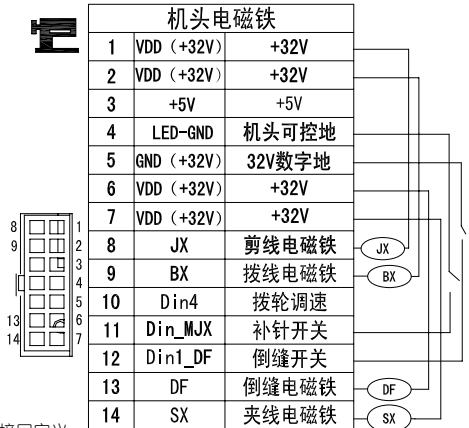 机头电磁铁
1 VDD（+32V） +32V
2 VDD（+32V） +32V
3 +5V +5V
4 LED-GND 机头可控地
5 GND（+32V） 32V数字地
6 VDD（+32V） +32V
7 VDD（+32V） +32V
8 JX 剪线电磁铁 JX
9 BX 拨线电磁铁 BX
10 Din4 拨轮调速
11 Din_MJX 补针开关
12 Din1_DF 倒缝开关
13 DF 倒缝电磁铁 DF
14 SX 夹线电磁铁 SX
8 1
9 2
3
4
5
13 6
14 7